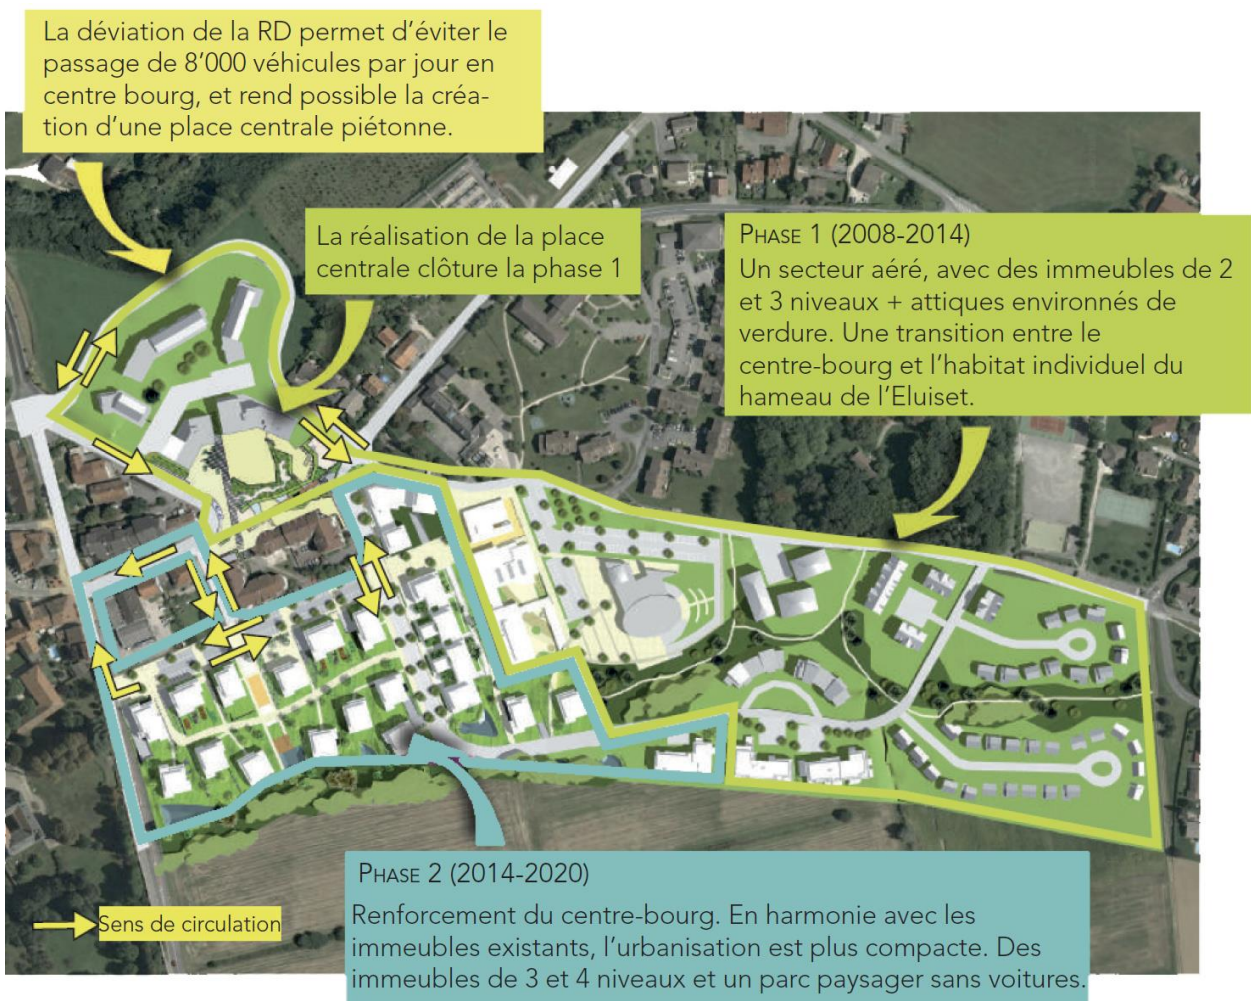 La déviation de la RD permet d'éviter le
passage de 8'000 véhicules par jour en
centre bourg, et rend possible la créa-
tion d'une place centrale piétonne.
La réalisation de la place
centrale clôture la phase 1
PHASE 1 (2008-2014)
Un secteur aéré, avec des immeubles de 2
et 3 niveaux + attiques environnés de
verdure. Une transition entre le
centre-bourg et l'habitat individuel du
hameau de l'Eluiset.
PHASE 2 (2014-2020)
Renforcement du centre-bourg. En harmonie avec les
immeubles existants, l'urbanisation est plus compacte. Des
immeubles de 3 et 4 niveaux et un parc paysager sans voitures.
Sens de circulation